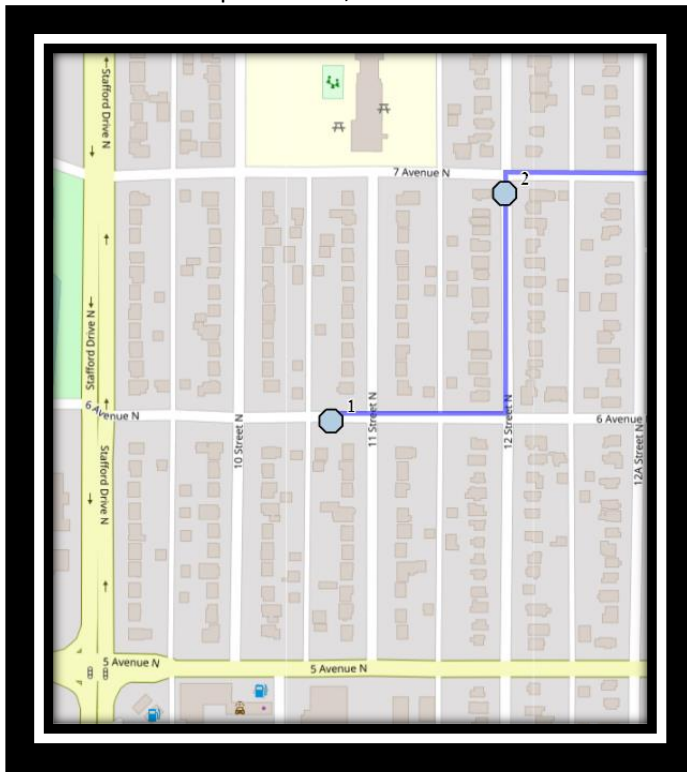 Stafford Drive N
7 Avenue N
2
Stafford Drive N
1
6 Avenue N
10 Street N
11 Street N
12 Street N
6 Avenue
12A Street N
Stafford Drive N
5 Avenue N
5 Avenue N